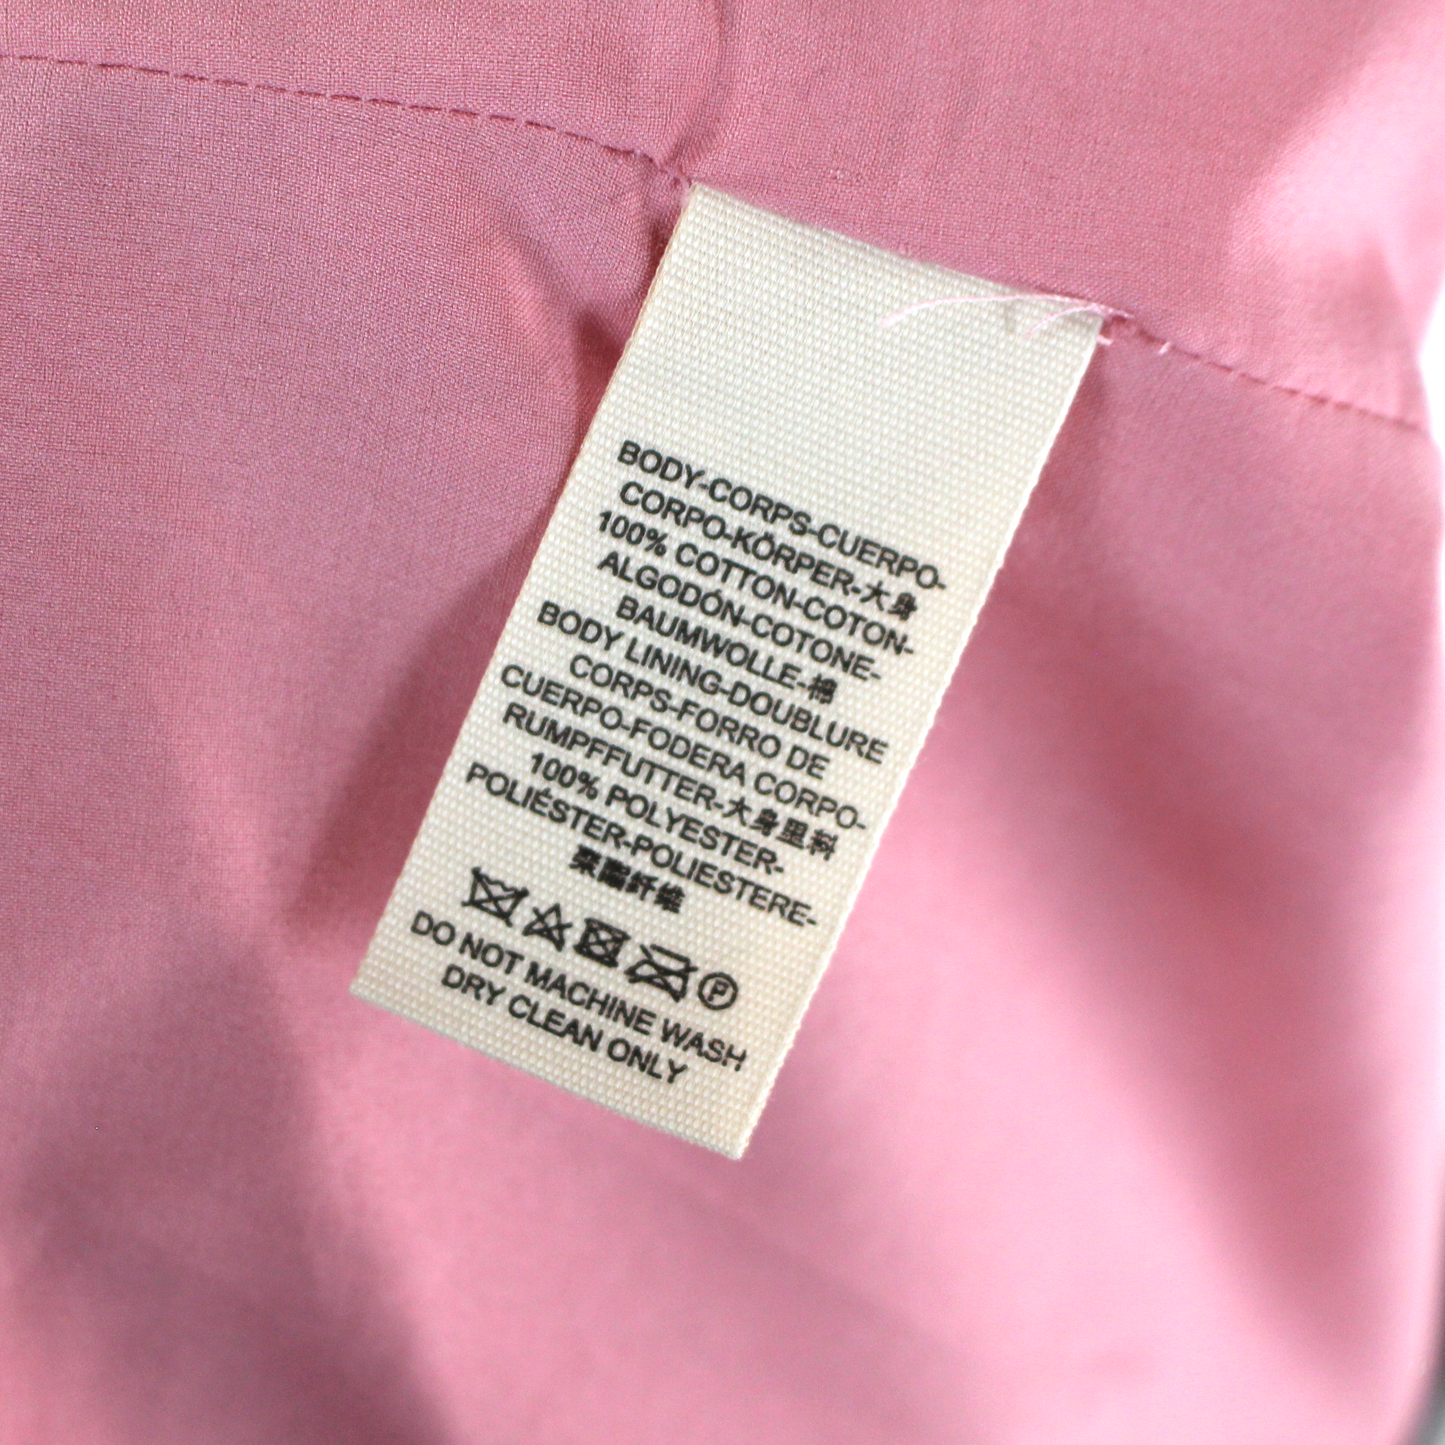 BODY-CORPS-CUERPO-
CORPO-KÖRPER-大身
100% COTTON-COTON-
ALGODÓN-COTONE-
BAUMWOLLE-棉
BODY LINING-DOUBLURE
CORPS-FORRO DE
CUERPO-FODERA CORPO-
RUMPFFUTTER-大身里料
100% POLYESTER-
POLIÉSTER-POLIESTERE-
聚酯纤维
P
DO NOT MACHINE WASH
DRY CLEAN ONLY